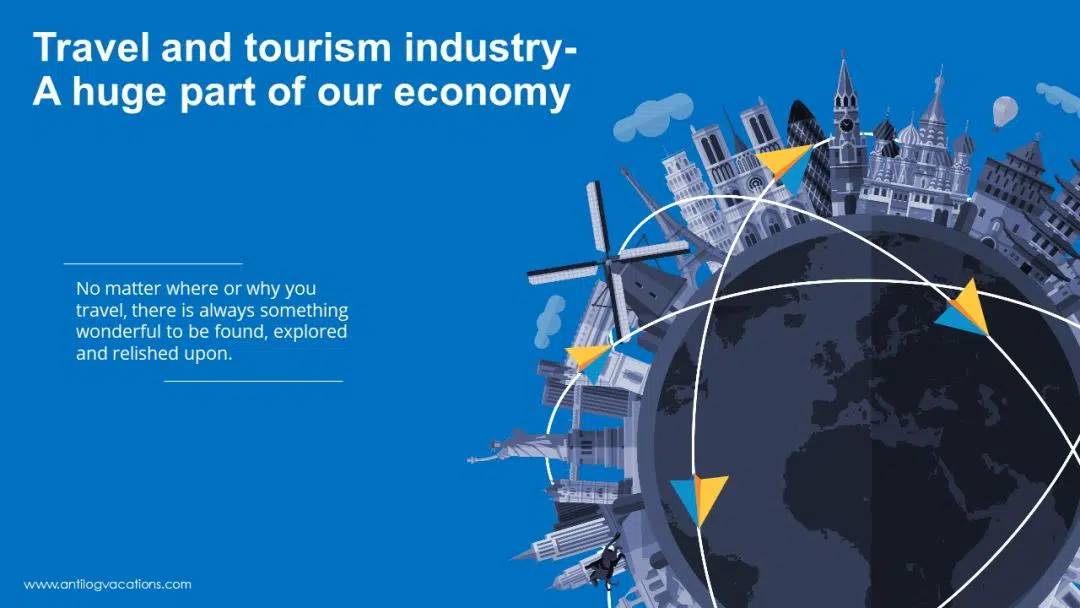 Travel and tourism industry-
A huge part of our economy
No matter where or why you
travel, there is always something
wonderful to be found, explored
and relished upon.
www.antilogvacations.com